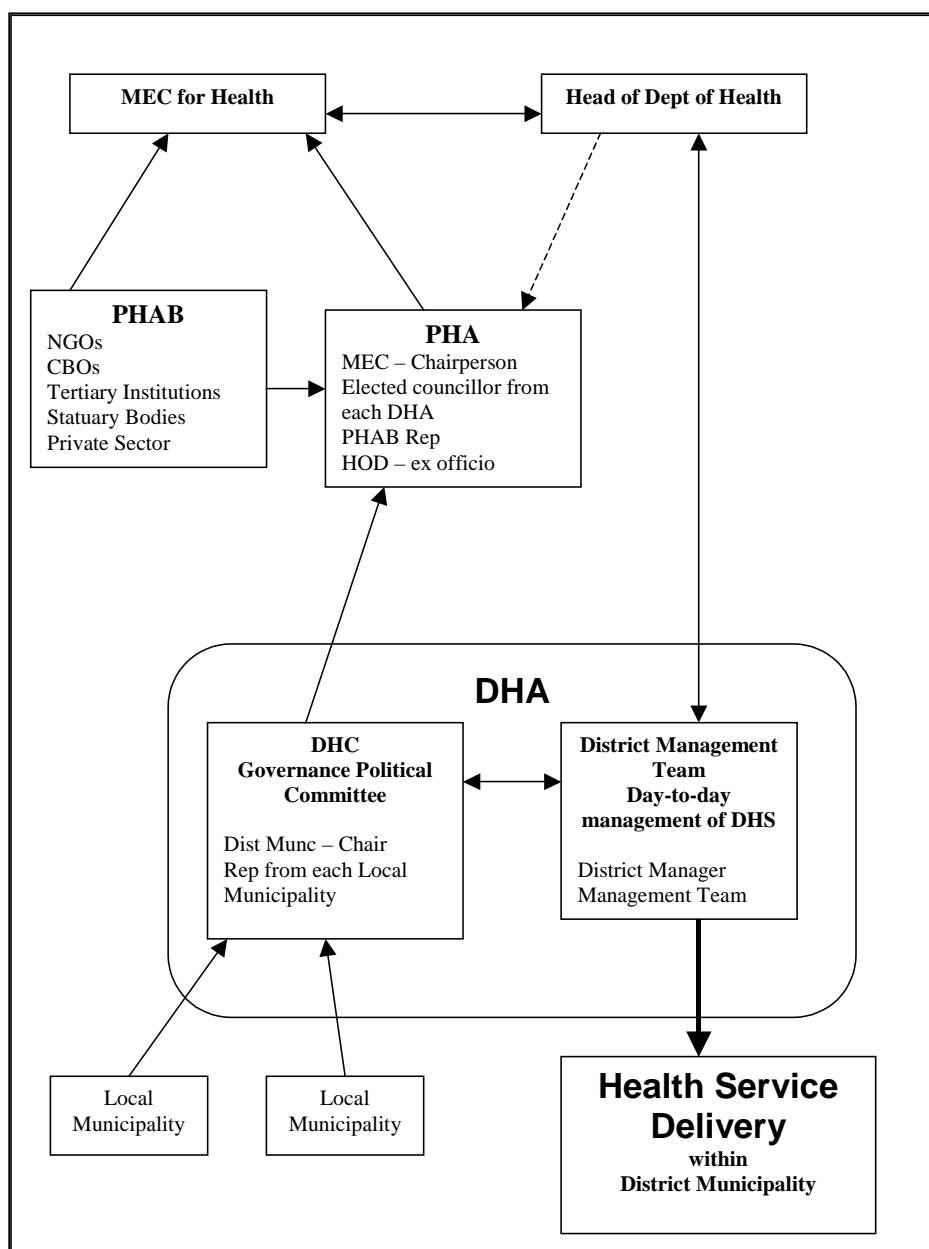 MEC for Health
Head of Dept of Health
PHAB
NGOs
CBOs
Tertiary Institutions
Statuary Bodies
Private Sector
PHA
MEC – Chairperson
Elected councillor from
each DHA
PHAB Rep
HOD – ex officio
DHA
DHC
Governance Political
Committee
Dist Munc – Chair
Rep from each Local
Municipality
District Management
Team
Day-to-day
management of DHS
District Manager
Management Team
Local
Municipality
Local
Municipality
Health Service
Delivery
within
District Municipality